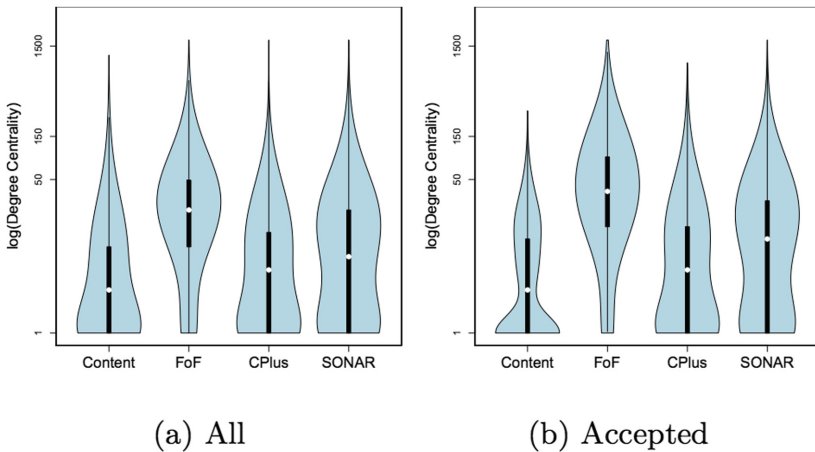 log(Degree Centrality)
1500
150
50
1
Content FoF CPlus SONAR
(a) All
log(Degree Centrality)
1500
150
50
1
Content FoF CPlus SONAR
(b) Accepted